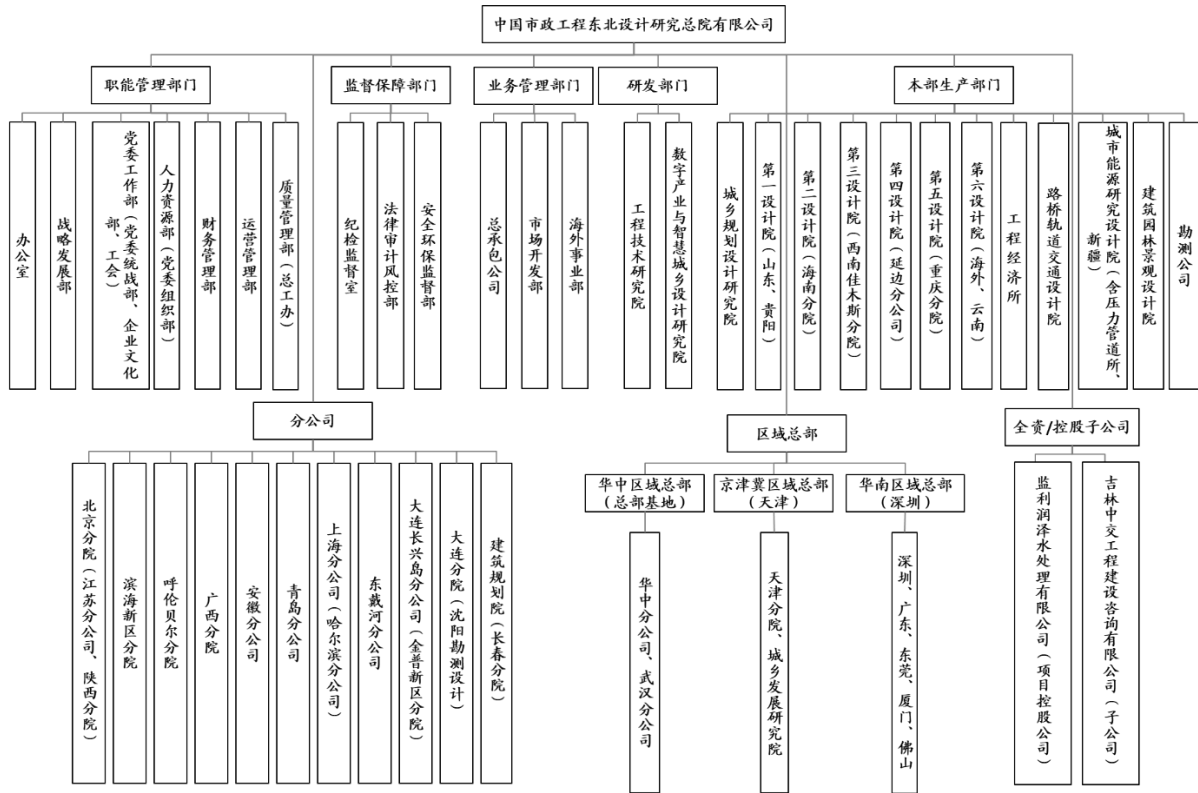 中国市政工程东北设计研究总院有限公司
职能管理部门
监督保障部门
业务管理部门
研发部门
本部生产部门
办公室
战略发展部
党委工作部（党委统战部、企业文化
部、工会）
人力资源部（党委组织部）
财务管理部
运营管理部
质量管理部（总工办）
纪检监督室
法律审计风控部
安全环保监督部
总承包公司
市场开发部
海外事业部
工程技术研究院
数字产业与智慧城乡设计研究院
城乡规划设计研究院
第一设计院（山东、贵阳）
第二设计院（海南分院）
第三设计院（西南佳木斯分院）
第四设计院（延边分公司）
第五设计院（重庆分院）
第六设计院（海外、云南）
工程经济所
路桥轨道交通设计院
城市能源研究设计院（含压力管道所、
新疆）
建筑园林景观设计院
勘测公司
分公司
区域总部
全资/控股子公司
北京分院（江苏分公司、陕西分院）
滨海新区分院
呼伦贝尔分院
广西分院
安徽分公司
青岛分公司
上海分公司（哈尔滨分公司）
东戴河分公司
大连长兴岛分公司（金普新区分院）
大连分院（沈阳勘测设计）
建筑规划院（长春分院）
华中区域总部
（总部基地）
京津冀区域总部
（天津）
华南区域总部
（深圳）
华中分公司、武汉分公司
天津分院、城乡发展研究院
深圳、广东、东莞、厦门、佛山
监利润泽水处理有限公司（项目控股公司）
吉林中交工程建设咨询有限公司（子公司）